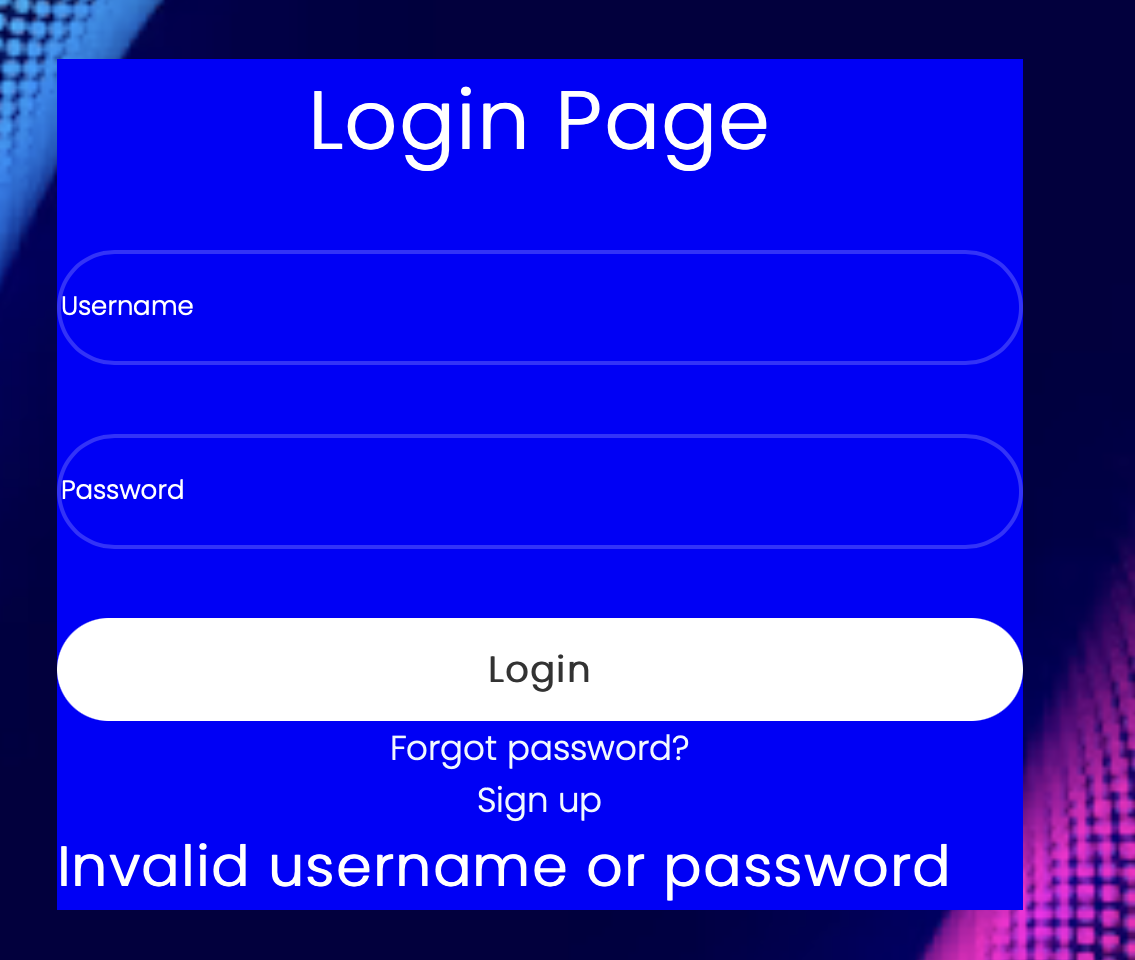 Login Page
Username
Password
Login
Forgot password?
Sign up
Invalid username or password